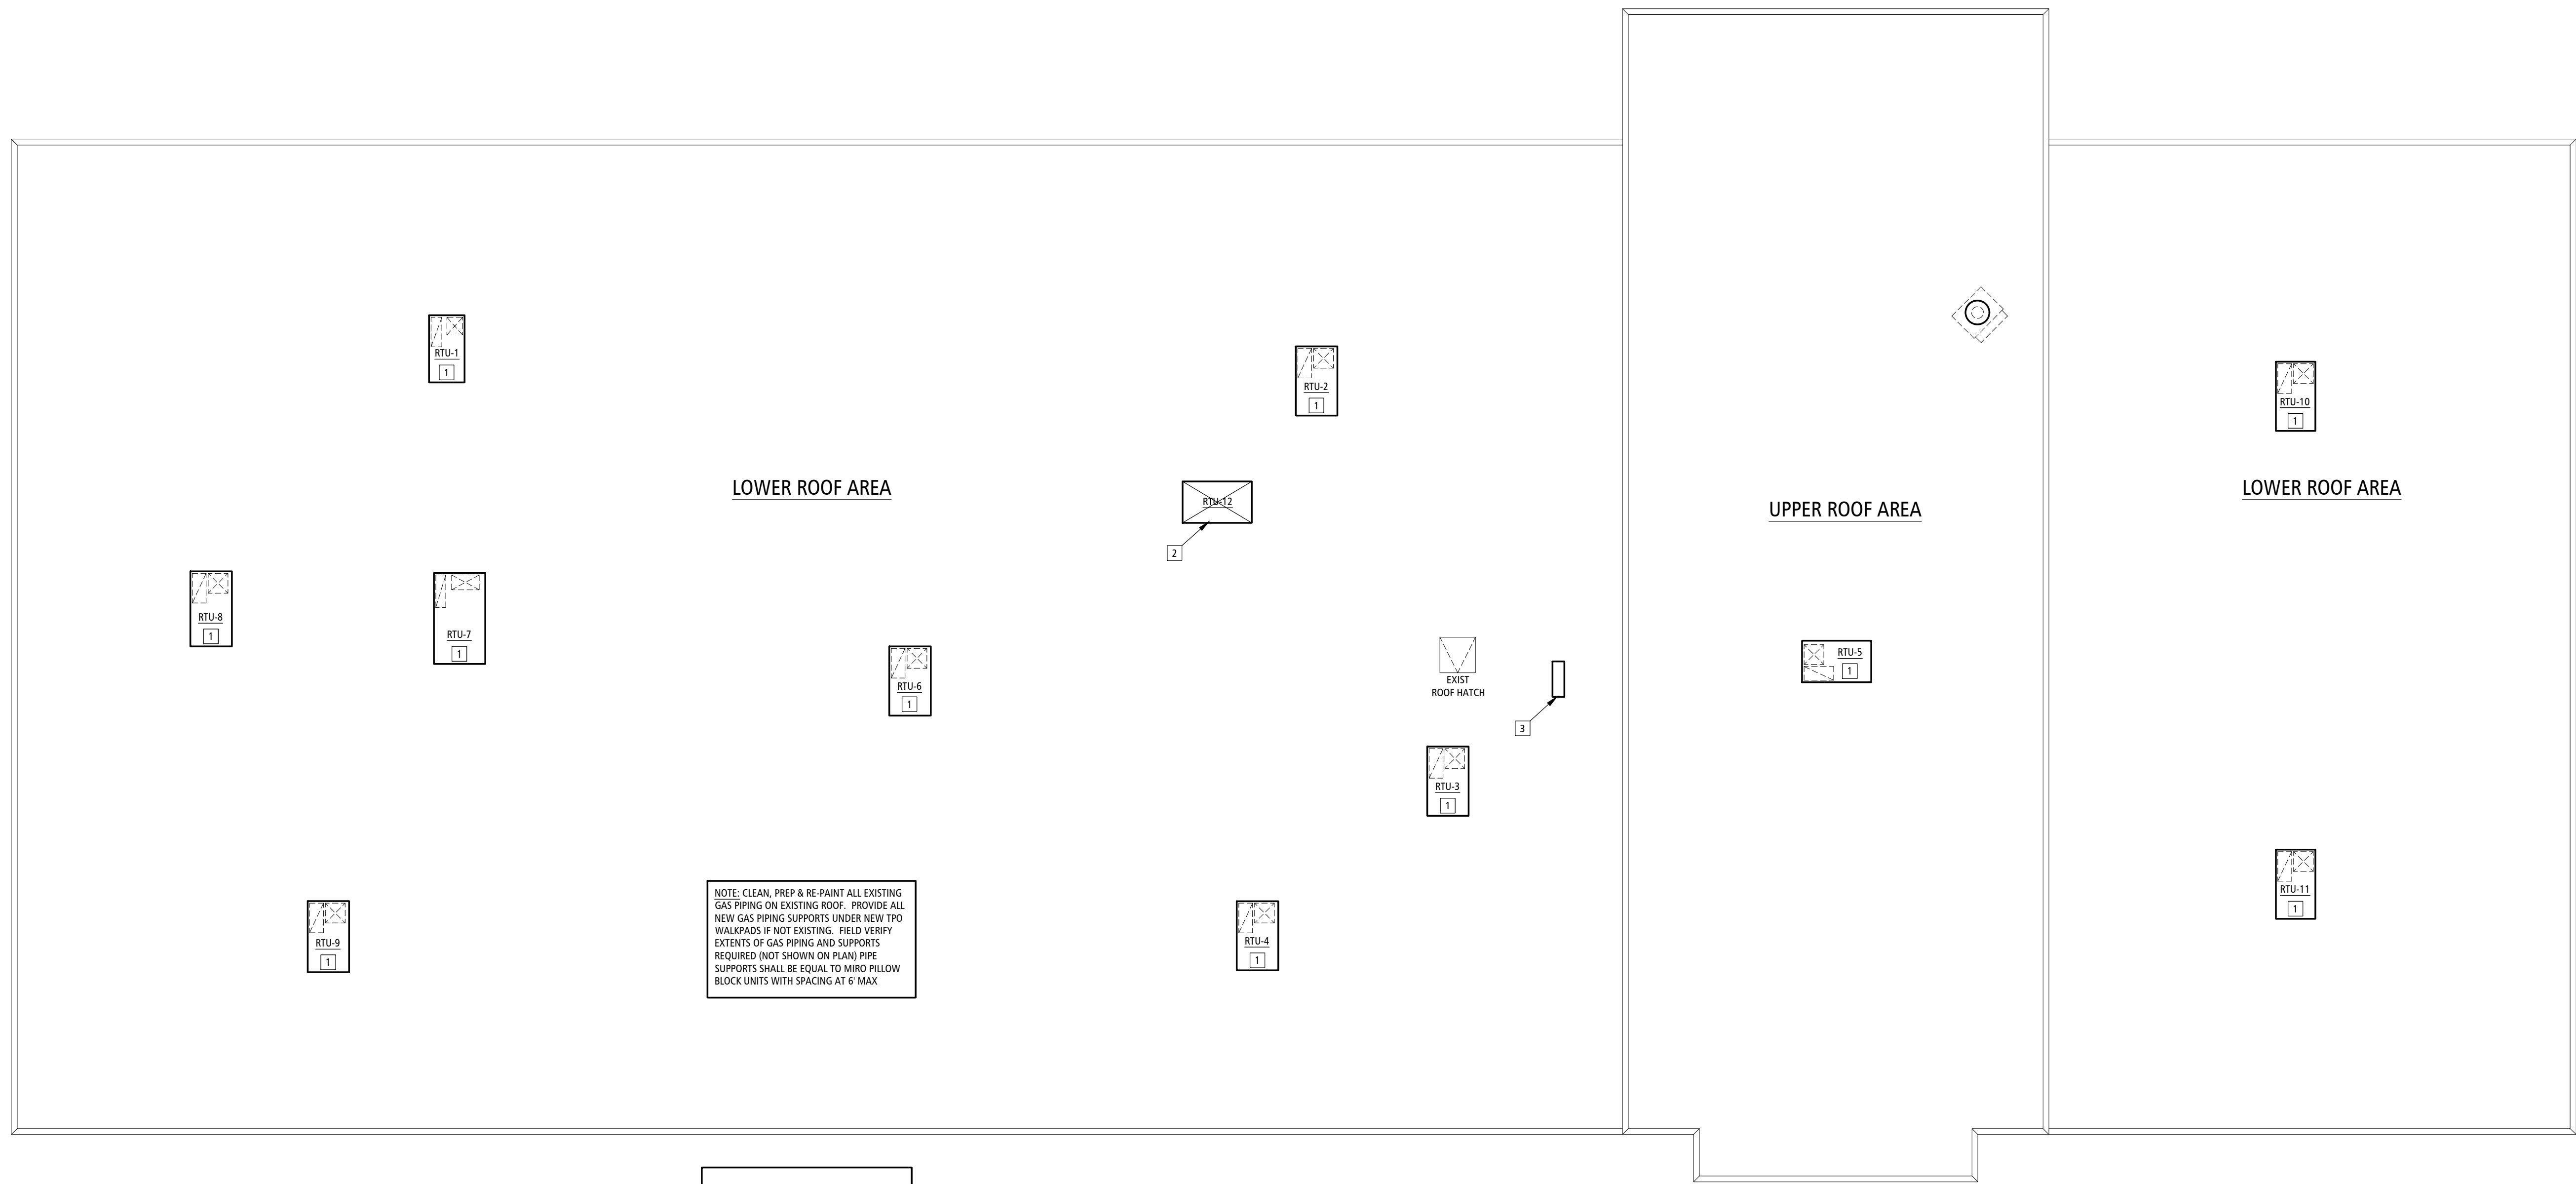 RTU-1
1
RTU-2
1
RTU-10
1
LOWER ROOF AREA
RTU-12
2
UPPER ROOF AREA
LOWER ROOF AREA
RTU-8
1
RTU-7
1
RTU-6
1
EXIST
ROOF HATCH
3
RTU-5
1
RTU-3
1
RTU-9
1
NOTE: CLEAN, PREP & RE-PAINT ALL EXISTING
GAS PIPING ON EXISTING ROOF. PROVIDE ALL
NEW GAS PIPING SUPPORTS UNDER NEW TPO
WALKPADS IF NOT EXISTING. FIELD VERIFY
EXTENTS OF GAS PIPING AND SUPPORTS
REQUIRED (NOT SHOWN ON PLAN) PIPE
SUPPORTS SHALL BE EQUAL TO MIRO PILLOW
BLOCK UNITS WITH SPACING AT 6' MAX
RTU-4
1
RTU-11
1